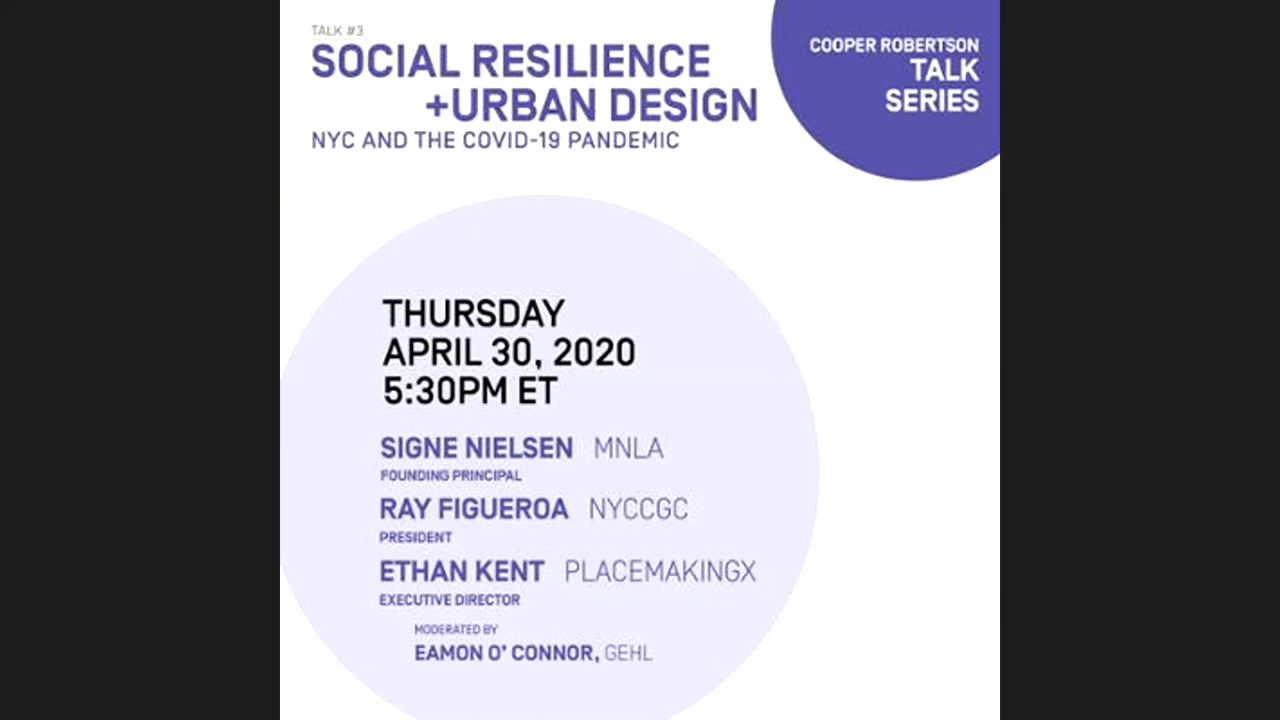 TALK #3
SOCIAL RESILIENCE
+URBAN DESIGN
NYC AND THE COVID-19 PANDEMIC
COOPER ROBERTSON
TALK
SERIES
THURSDAY
APRIL 30, 2020
5:30PM ET
SIGNE NIELSEN MNLA
FOUNDING PRINCIPAL
RAY FIGUEROA NYCCGC
PRESIDENT
ETHAN KENT PLACEMAKINGX
EXECUTIVE DIRECTOR
MODERATED BY
EAMON O' CONNOR, GEHL